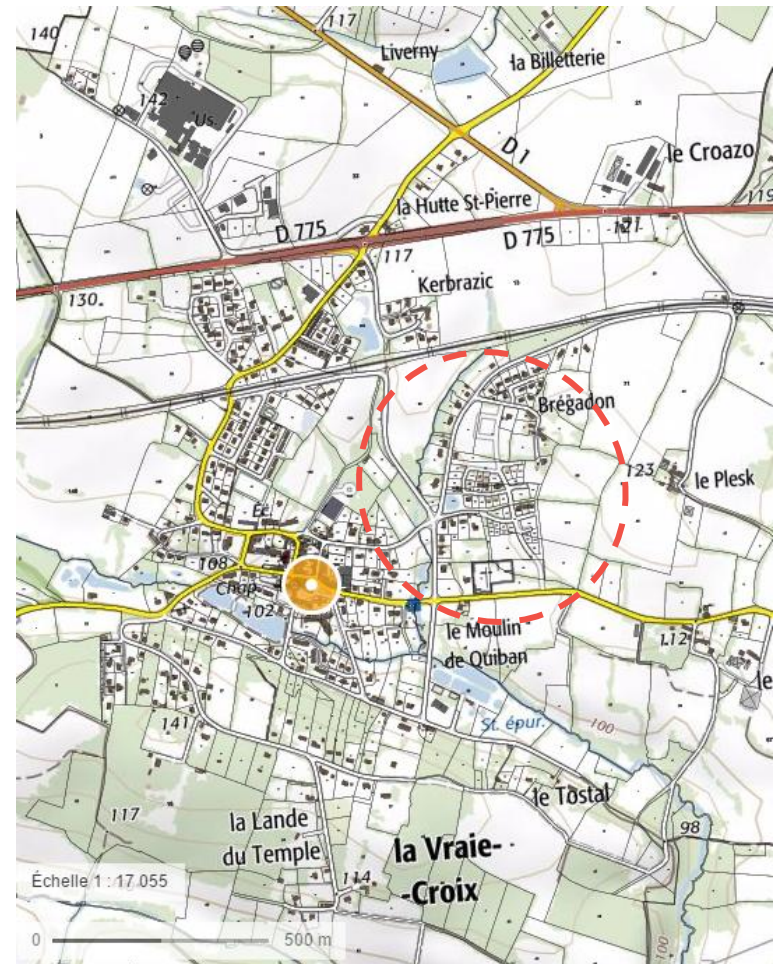 117
140
Liverny
la Billetterie
142
Us.
D 1
le Croazo
la Hutte St-Pierre
119
D 775
D 775
121
117
Kerbrazic
130
Brégadon
123
le Plesk
Éc.
108
Chap.
102
le Moulin
de Quiban
112
le
141
St. épur.
100
117
le Tostal
la Lande
du Temple
98
la Vraie-
-Croix
114
Échelle 1 : 17 055
0
500 m
100